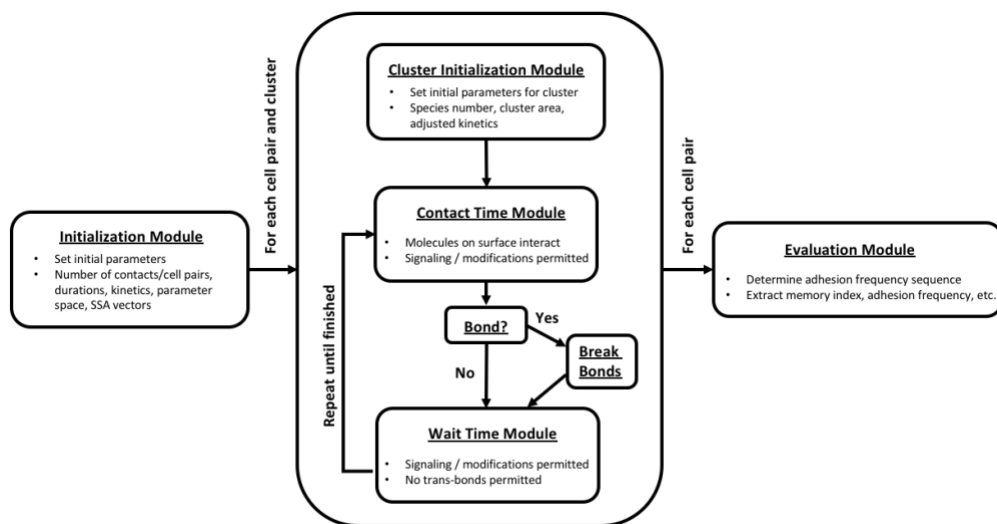 Initialization Module
• Set initial parameters
• Number of contacts/cell pairs,
durations, kinetics, parameter
space, SSA vectors
For each cell pair and cluster
Cluster Initialization Module
• Set initial parameters for cluster
• Species number, cluster area,
adjusted kinetics
Contact Time Module
• Molecules on surface interact
• Signaling / modifications permitted
Bond?
Yes
No
Break
Bonds
Wait Time Module
• Signaling / modifications permitted
• No trans-bonds permitted
Repeat until finished
For each cell pair
Evaluation Module
• Determine adhesion frequency sequence
• Extract memory index, adhesion frequency, etc.